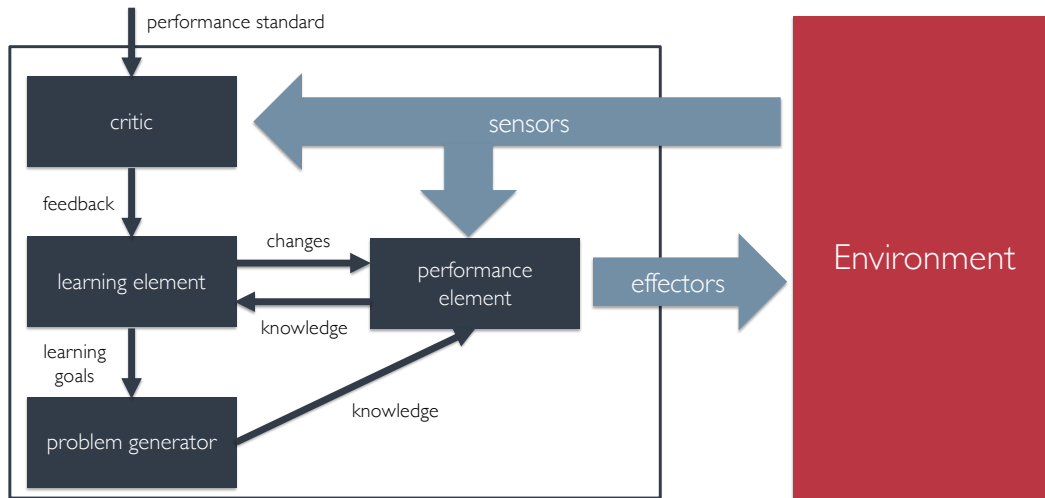 performance standard
critic
sensors
feedback
changes
learning element
performance
element
effectors
Environment
knowledge
learning
goals
knowledge
problem generator